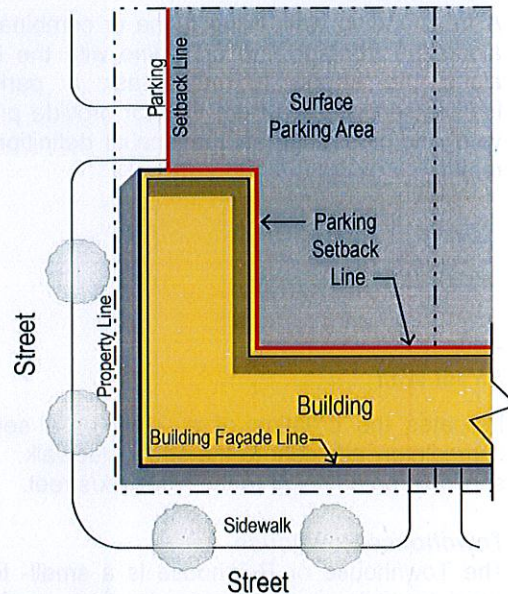 Parking
Setback Line
Surface
Parking Area
Parking
Setback
Line
Street
Property Line
Building
Building Façade Line
Sidewalk
Street